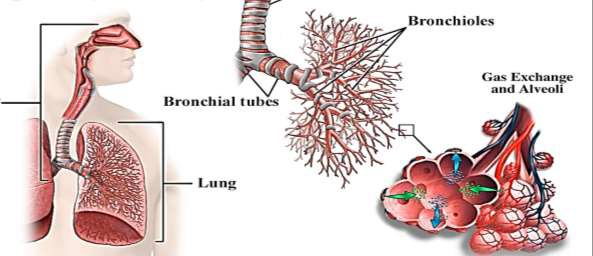 Bronchioles
Gas Exchange
and Alveoli
Bronchial tubes
Lung